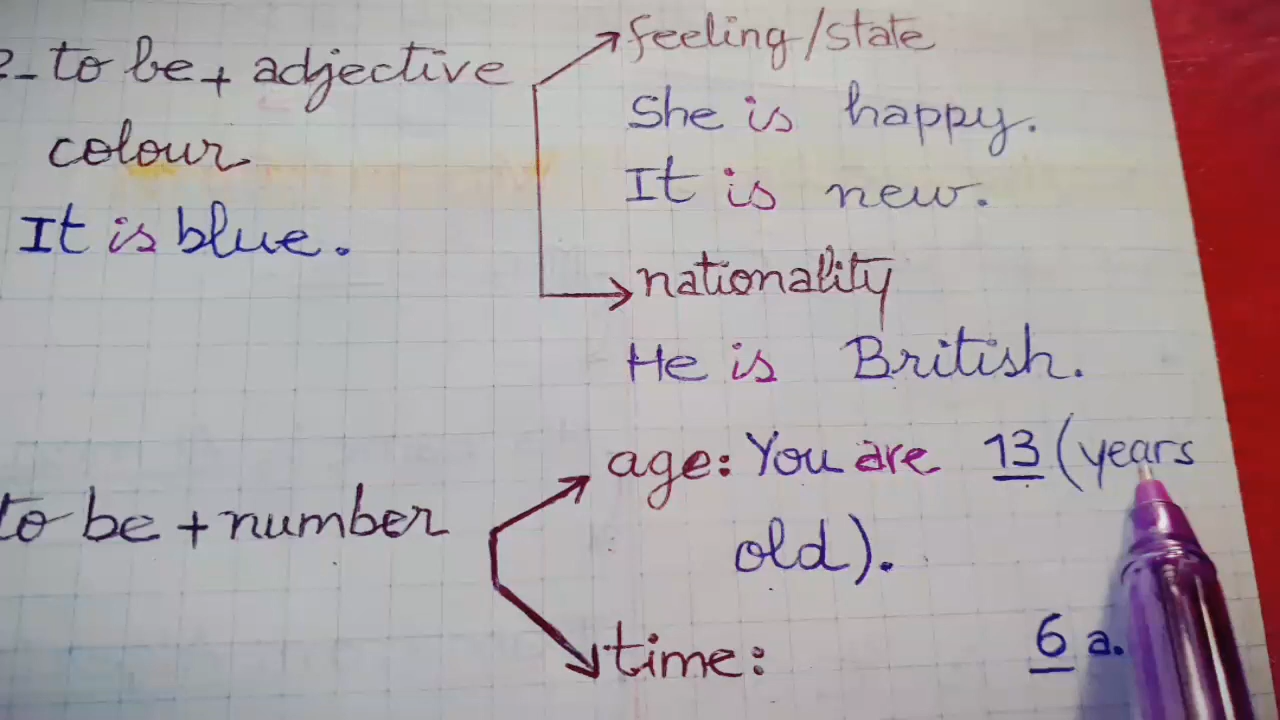 2- to be + adjective
colour
It is blue.
feeling/state
She is happy.
It is new.
nationality
He is British.
to be + number
age: You are 13 (years
old).
time: 6 a.